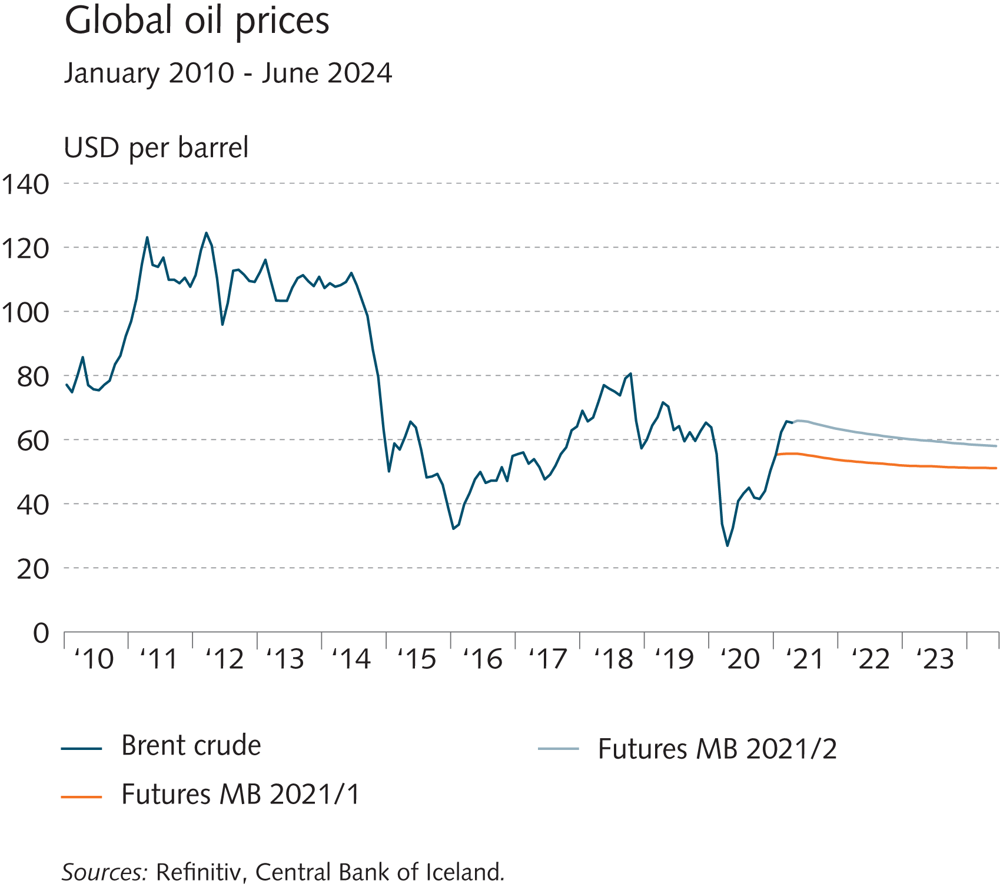 Global oil prices
January 2010 - June 2024
USD per barrel
140
120
100
80
60
40
20
0
‘10 ‘11 ‘12 ‘13 ‘14 ‘15 ‘16 ‘17 ‘18 ‘19 ‘20 ‘21 ‘22 ‘23
Brent crude
Futures MB 2021/2
Futures MB 2021/1
Sources: Refinitiv, Central Bank of Iceland.